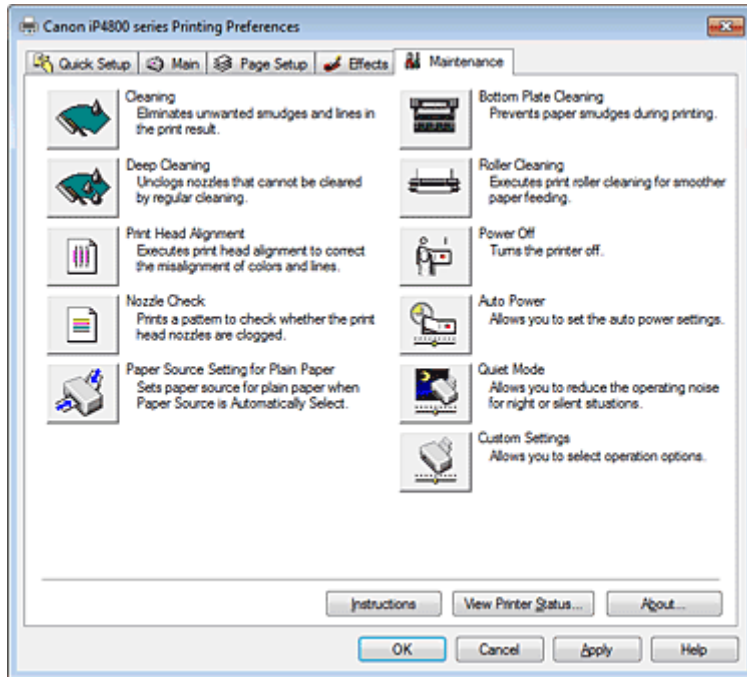 Canon iP4800 series Printing Preferences
Quick Setup
Main
Page Setup
Effects
Maintenance
Cleaning
Eliminates unwanted smudges and lines in
the print result.
Deep Cleaning
Unclogs nozzles that cannot be cleared
by regular cleaning.
Print Head Alignment
Executes print head alignment to correct
the misalignment of colors and lines.
Nozzle Check
Prints a pattern to check whether the print
head nozzles are clogged.
Paper Source Setting for Plain Paper
Sets paper source for plain paper when
Paper Source is Automatically Select.
Bottom Plate Cleaning
Prevents paper smudges during printing.
Roller Cleaning
Executes print roller cleaning for smoother
paper feeding.
Power Off
Turns the printer off.
Auto Power
Allows you to set the auto power settings.
Quiet Mode
Allows you to reduce the operating noise
for night or silent situations.
Custom Settings
Allows you to select operation options.
Instructions
View Printer Status...
About...
OK
Cancel
Apply
Help